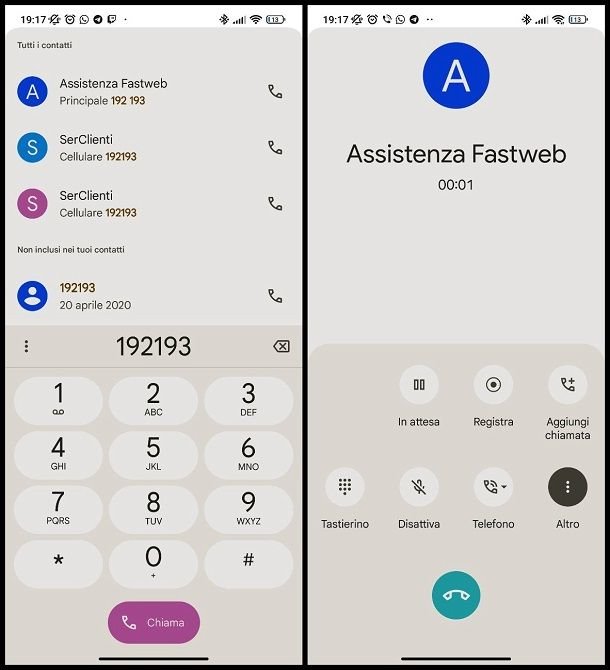 19:17
13
Tutti i contatti
A
Assistenza Fastweb
Principale 192 193
S
SerClienti
Cellulare 192193
S
SerClienti
Cellulare 192193
Non inclusi nei tuoi contatti
192193
20 aprile 2020
192193
1
2
ABC
3
DEF
4
GHI
5
JKL
6
MNO
7
PQRS
8
TUV
9
WXYZ
*
0
+
#
Chiama
19:17
13
A
Assistenza Fastweb
00:01
In attesa
Registra
Aggiungi
chiamata
Tastierino
Disattiva
Telefono
Altro